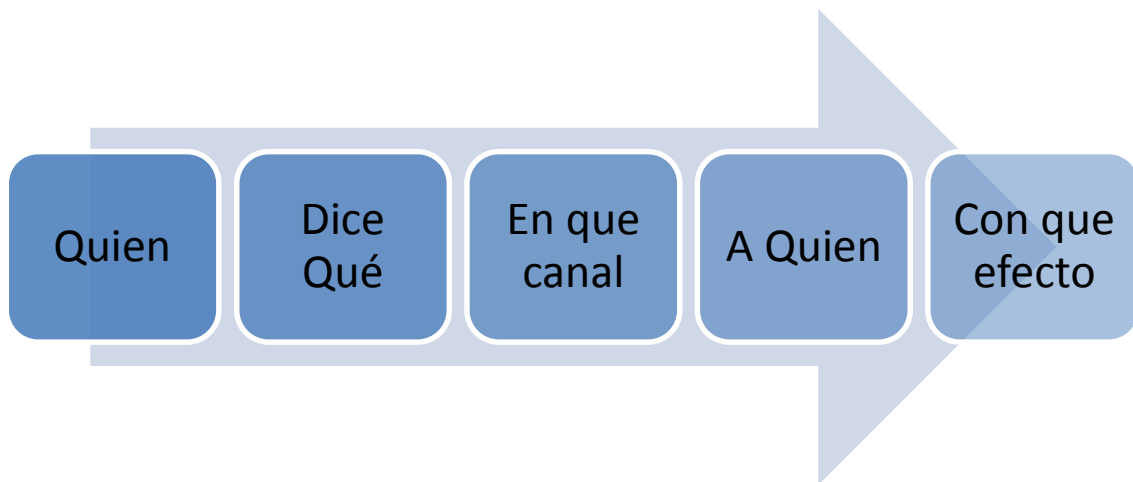 Quien
Dice
Qué
En que
canal
A Quien
Con que
efecto